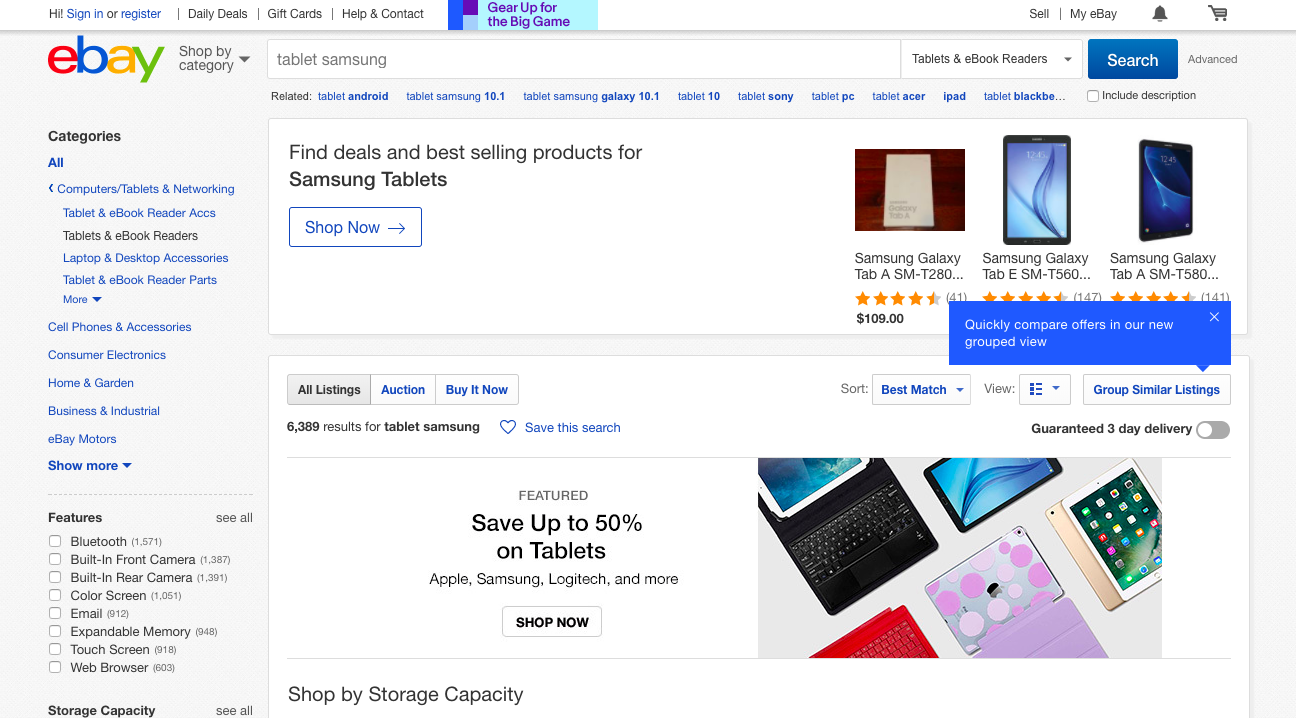 Hi! Sign in or register
Daily Deals
Gift Cards
Help & Contact
Gear Up for
the Big Game
Sell
My eBay
ebay
Shop by
category
tablet samsung
Tablets & eBook Readers
Search
Advanced
Related: tablet android tablet samsung 10.1 tablet samsung galaxy 10.1 tablet 10 tablet sony tablet pc tablet acer ipad tablet blackbe...
Include description
Categories
All
Computers/Tablets & Networking
Tablet & eBook Reader Accs
Tablets & eBook Readers
Laptop & Desktop Accessories
Tablet & eBook Reader Parts
More
Cell Phones & Accessories
Consumer Electronics
Home & Garden
Business & Industrial
eBay Motors
Show more
Features see all
Bluetooth (1,571)
Built-In Front Camera (1,387)
Built-In Rear Camera (1,391)
Color Screen (1,051)
Email (912)
Expandable Memory (948)
Touch Screen (918)
Web Browser (603)
Storage Capacity see all
Find deals and best selling products for
Samsung Tablets
Shop Now
Galaxy
Tab A
Samsung Galaxy
Tab A SM-T280...
(41)
$109.00
Samsung Galaxy
Tab E SM-T560...
(147)
Samsung Galaxy
Tab A SM-T580...
(141)
Quickly compare offers in our new
grouped view
All Listings
Auction
Buy It Now
Sort: Best Match
View:
Group Similar Listings
6,389 results for tablet samsung
Save this search
Guaranteed 3 day delivery
FEATURED
Save Up to 50%
on Tablets
Apple, Samsung, Logitech, and more
SHOP NOW
Shop by Storage Capacity